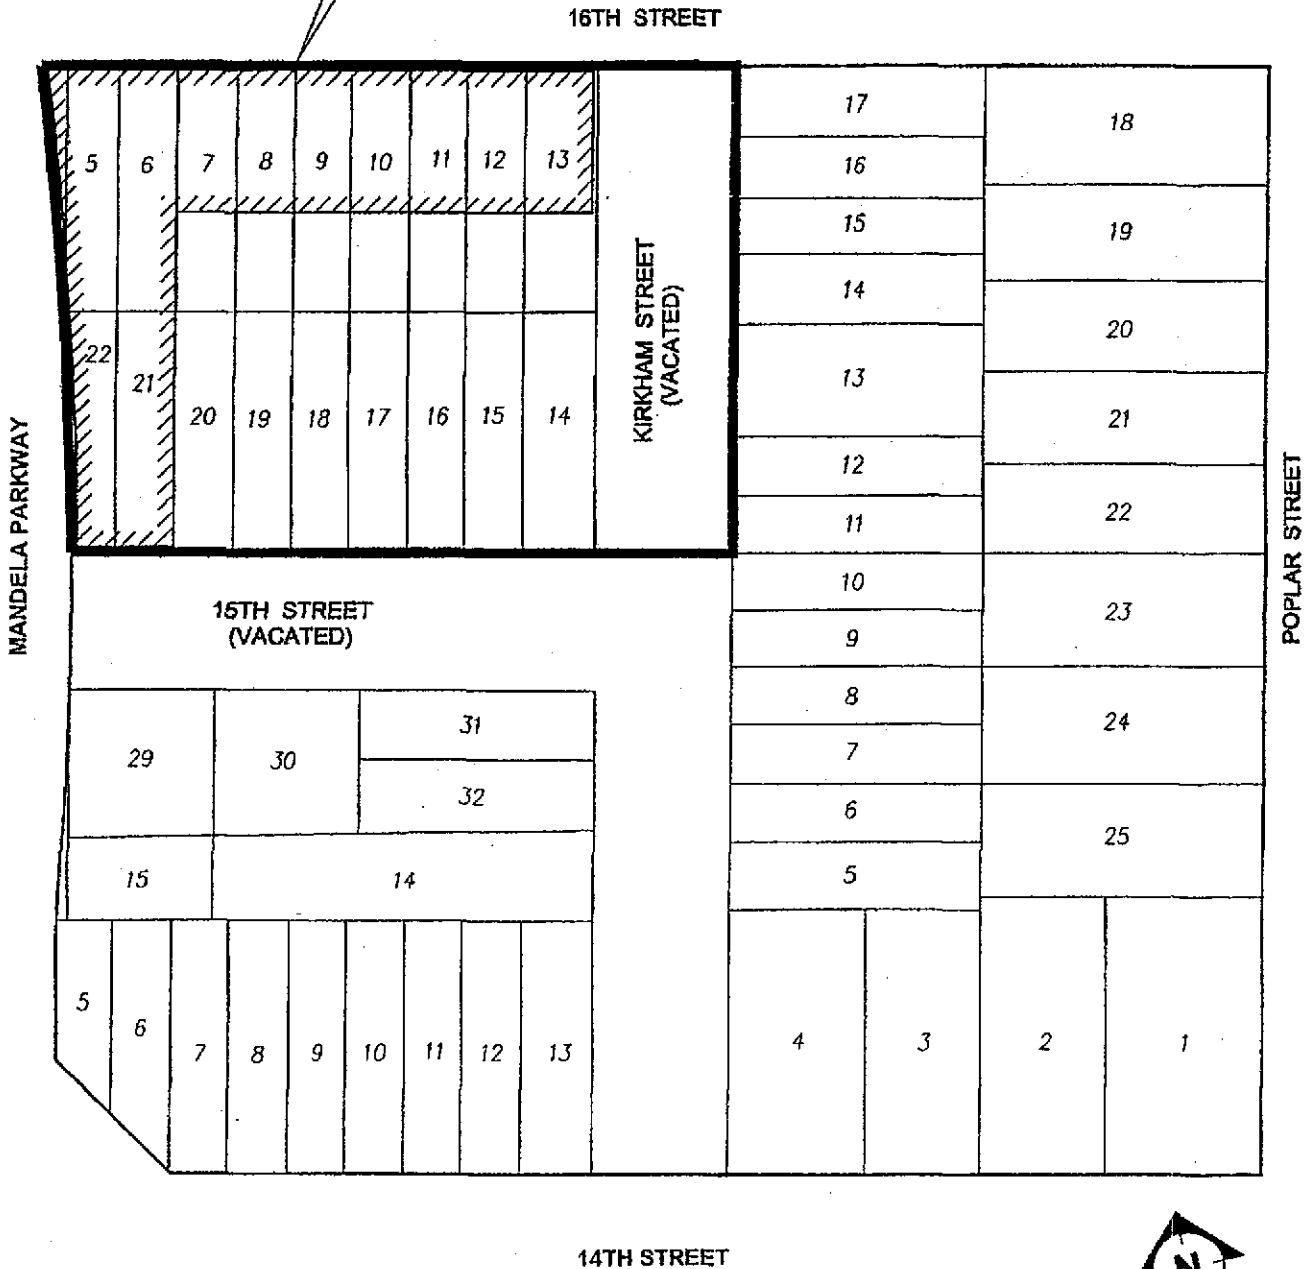 16TH STREET
5 6 7 8 9 10 11 12 13
22 21 20 19 18 17 16 15 14
KIRKHAM STREET
(VACATED)
17
16
15
14
13
12
11
10
9
8
7
6
5
18
19
20
21
22
23
24
25
MANDELA PARKWAY
POPLAR STREET
15TH STREET
(VACATED)
29 30 31
32
15 14
5 6 7 8 9 10 11 12 13
4 3 2 1
14TH STREET
N